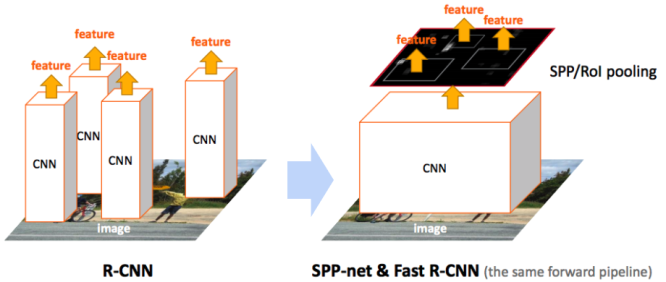 feature
feature
feature
feature
CNN
CNN
CNN
image
R-CNN
feature
feature
feature
SPP/RoI pooling
CNN
image
SPP-net & Fast R-CNN (the same forward pipeline)